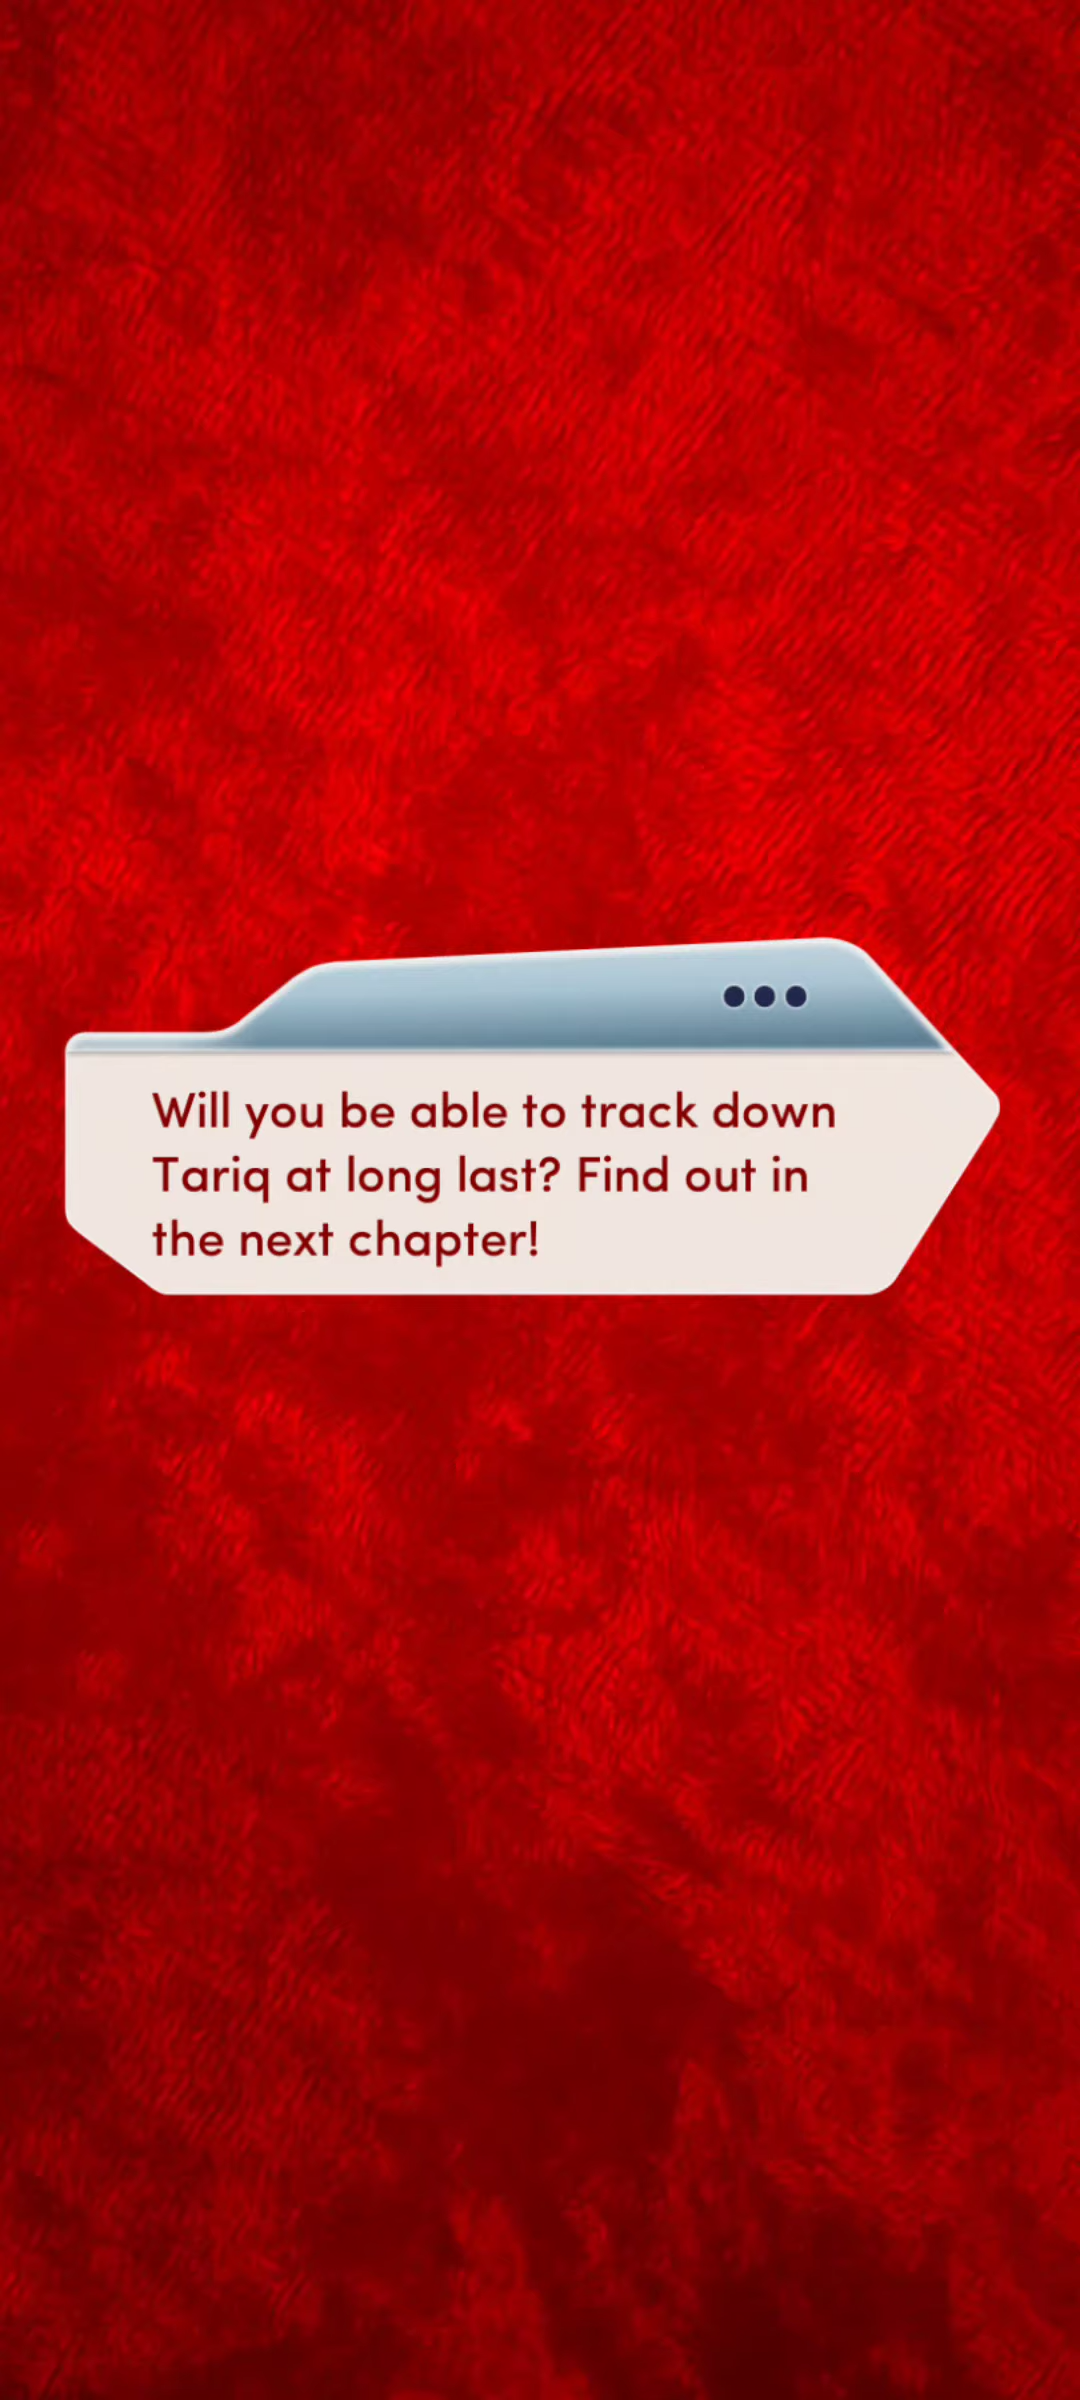 Will you be able to track down
Tariq at long last? Find out in
the next chapter!